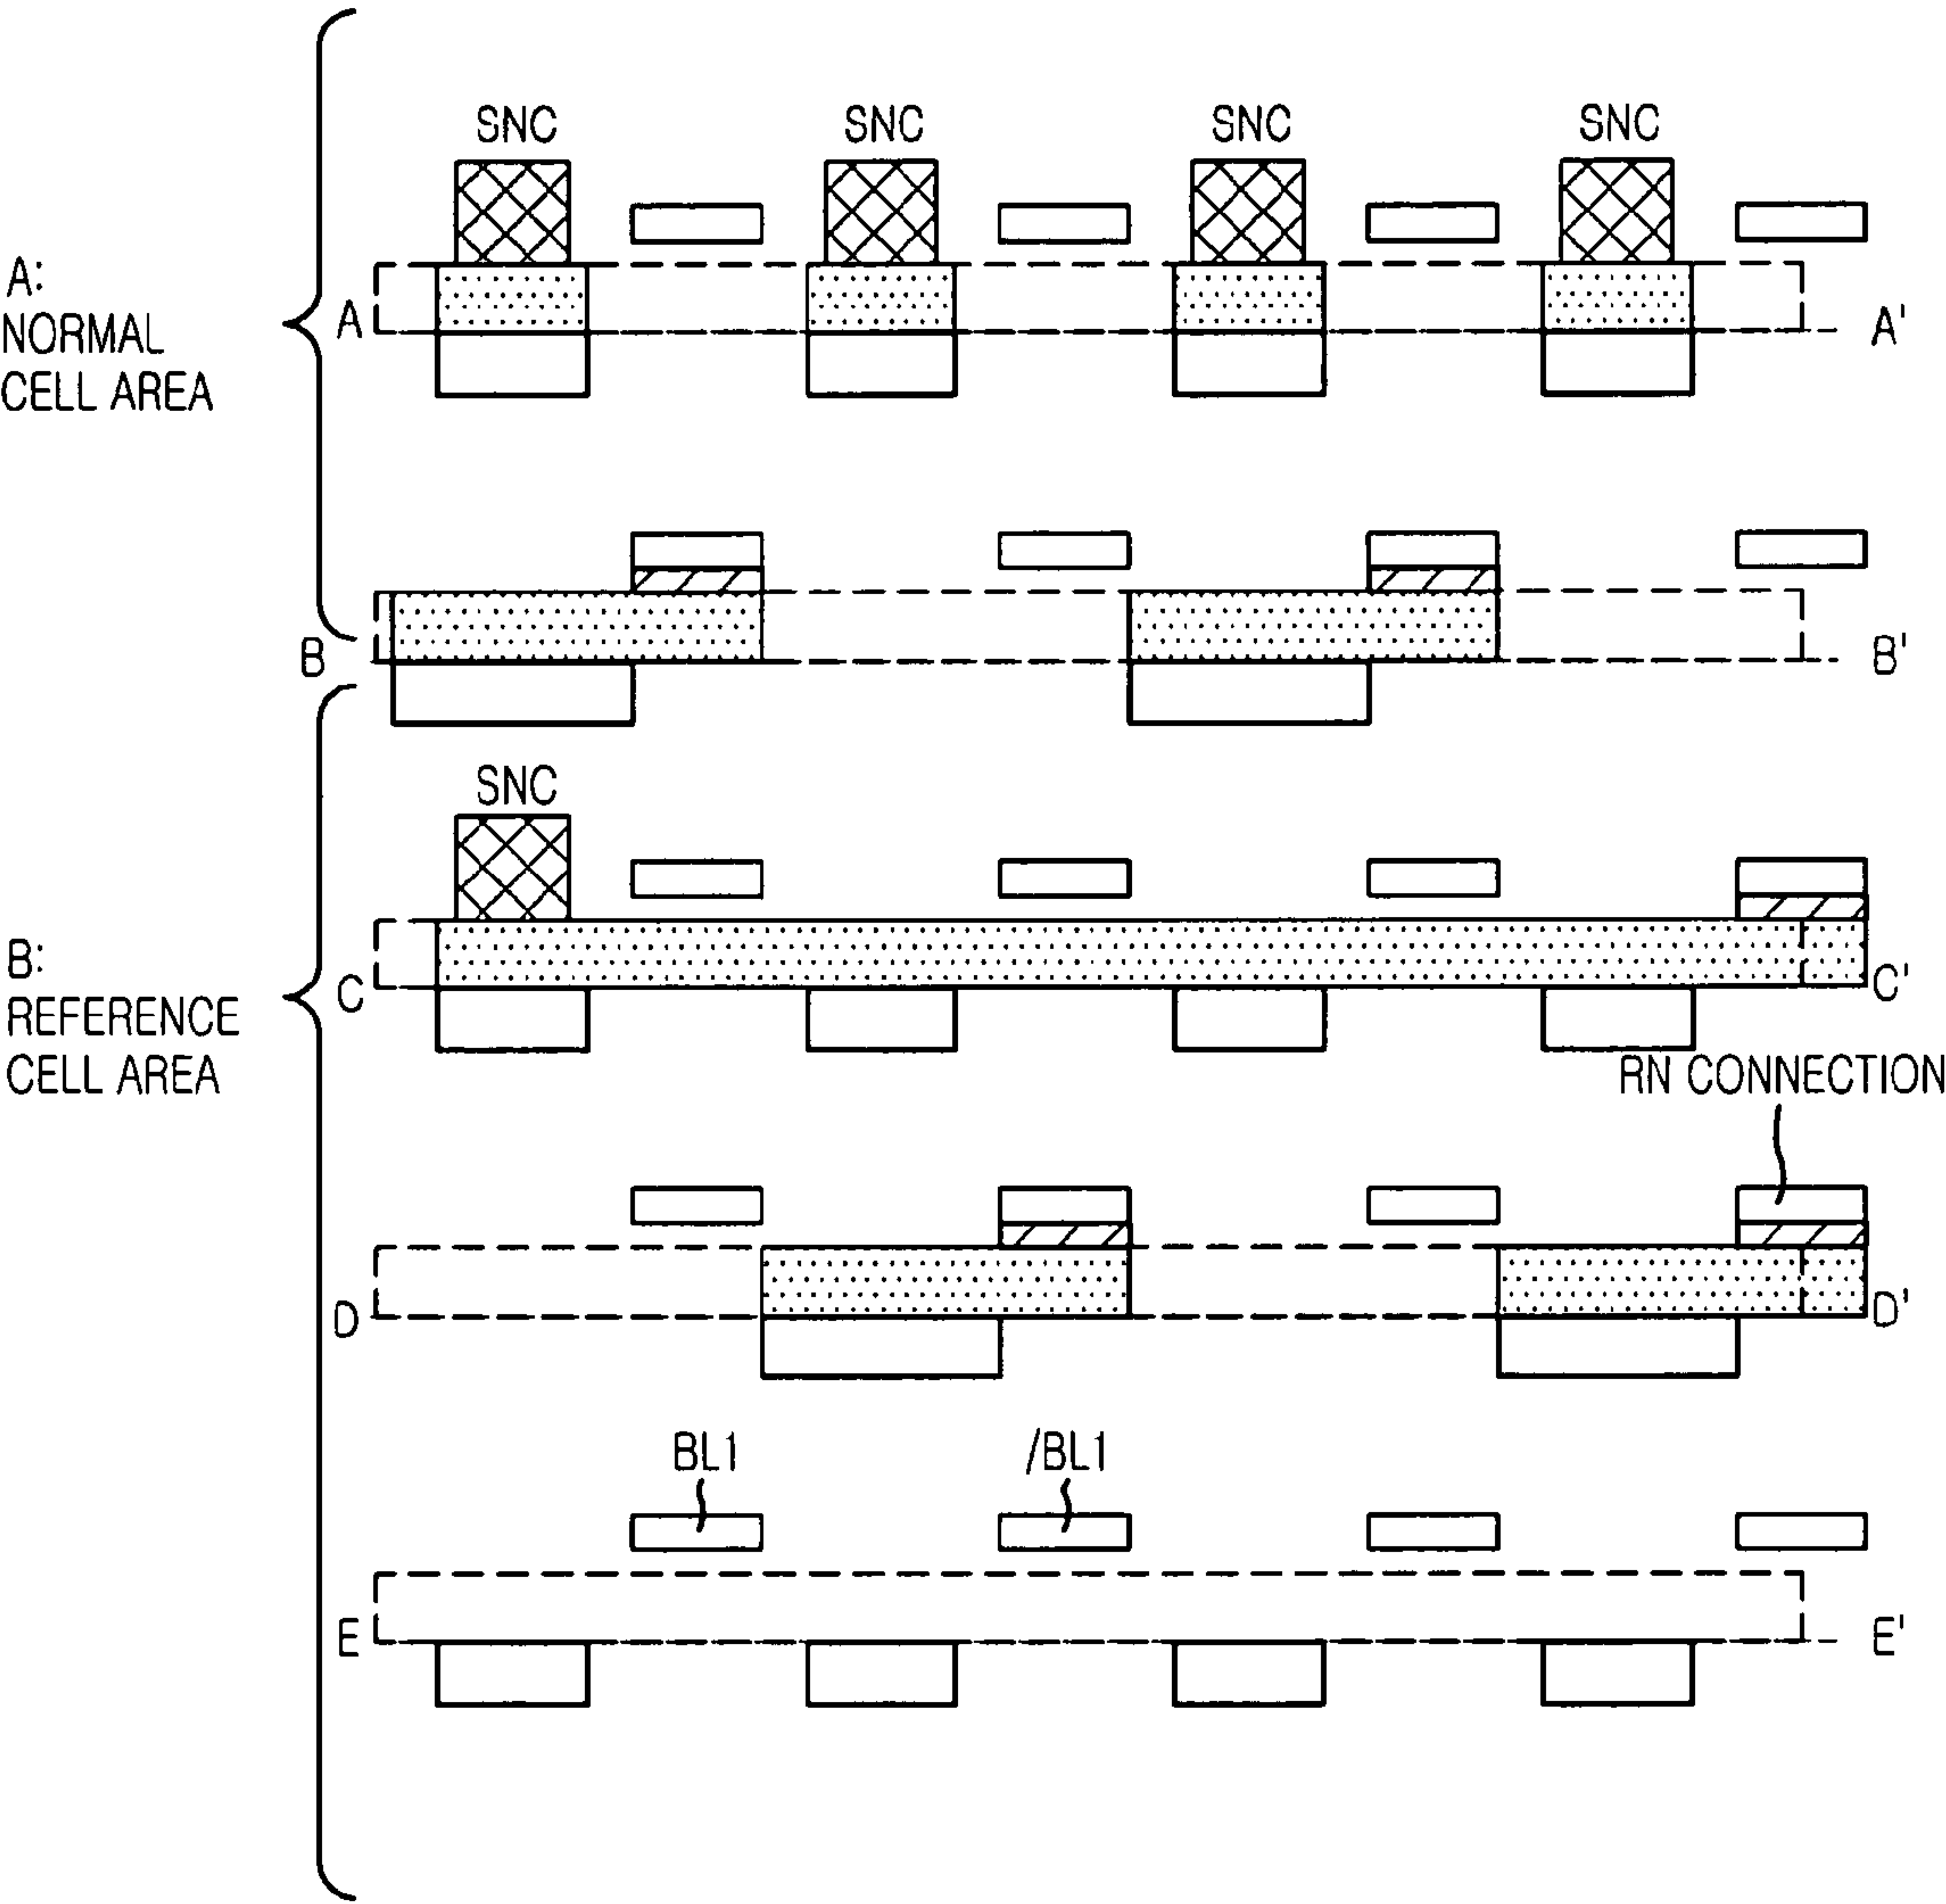 SNC SNC SNC SNC
A:
NORMAL
CELL AREA
A A'
B B'
SNC
B:
REFERENCE
CELL AREA
C C'
RN CONNECTION
D D'
BL1 /BL1
E E'